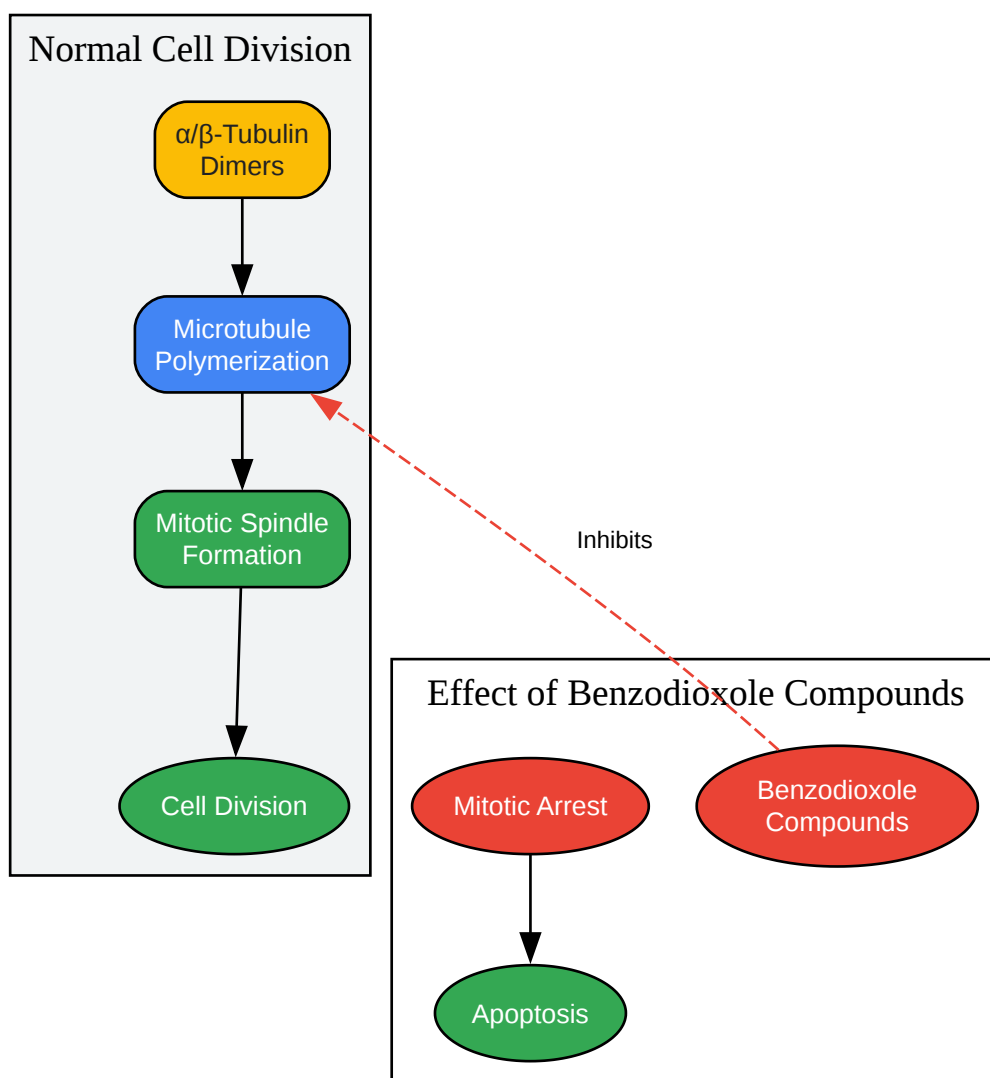 Normal Cell Division
α/β-Tubulin
Dimers
Microtubule
Polymerization
Mitotic Spindle
Formation
Cell Division
Inhibits
Effect of Benzodioxole Compounds
Mitotic Arrest
Benzodioxole
Compounds
Apoptosis